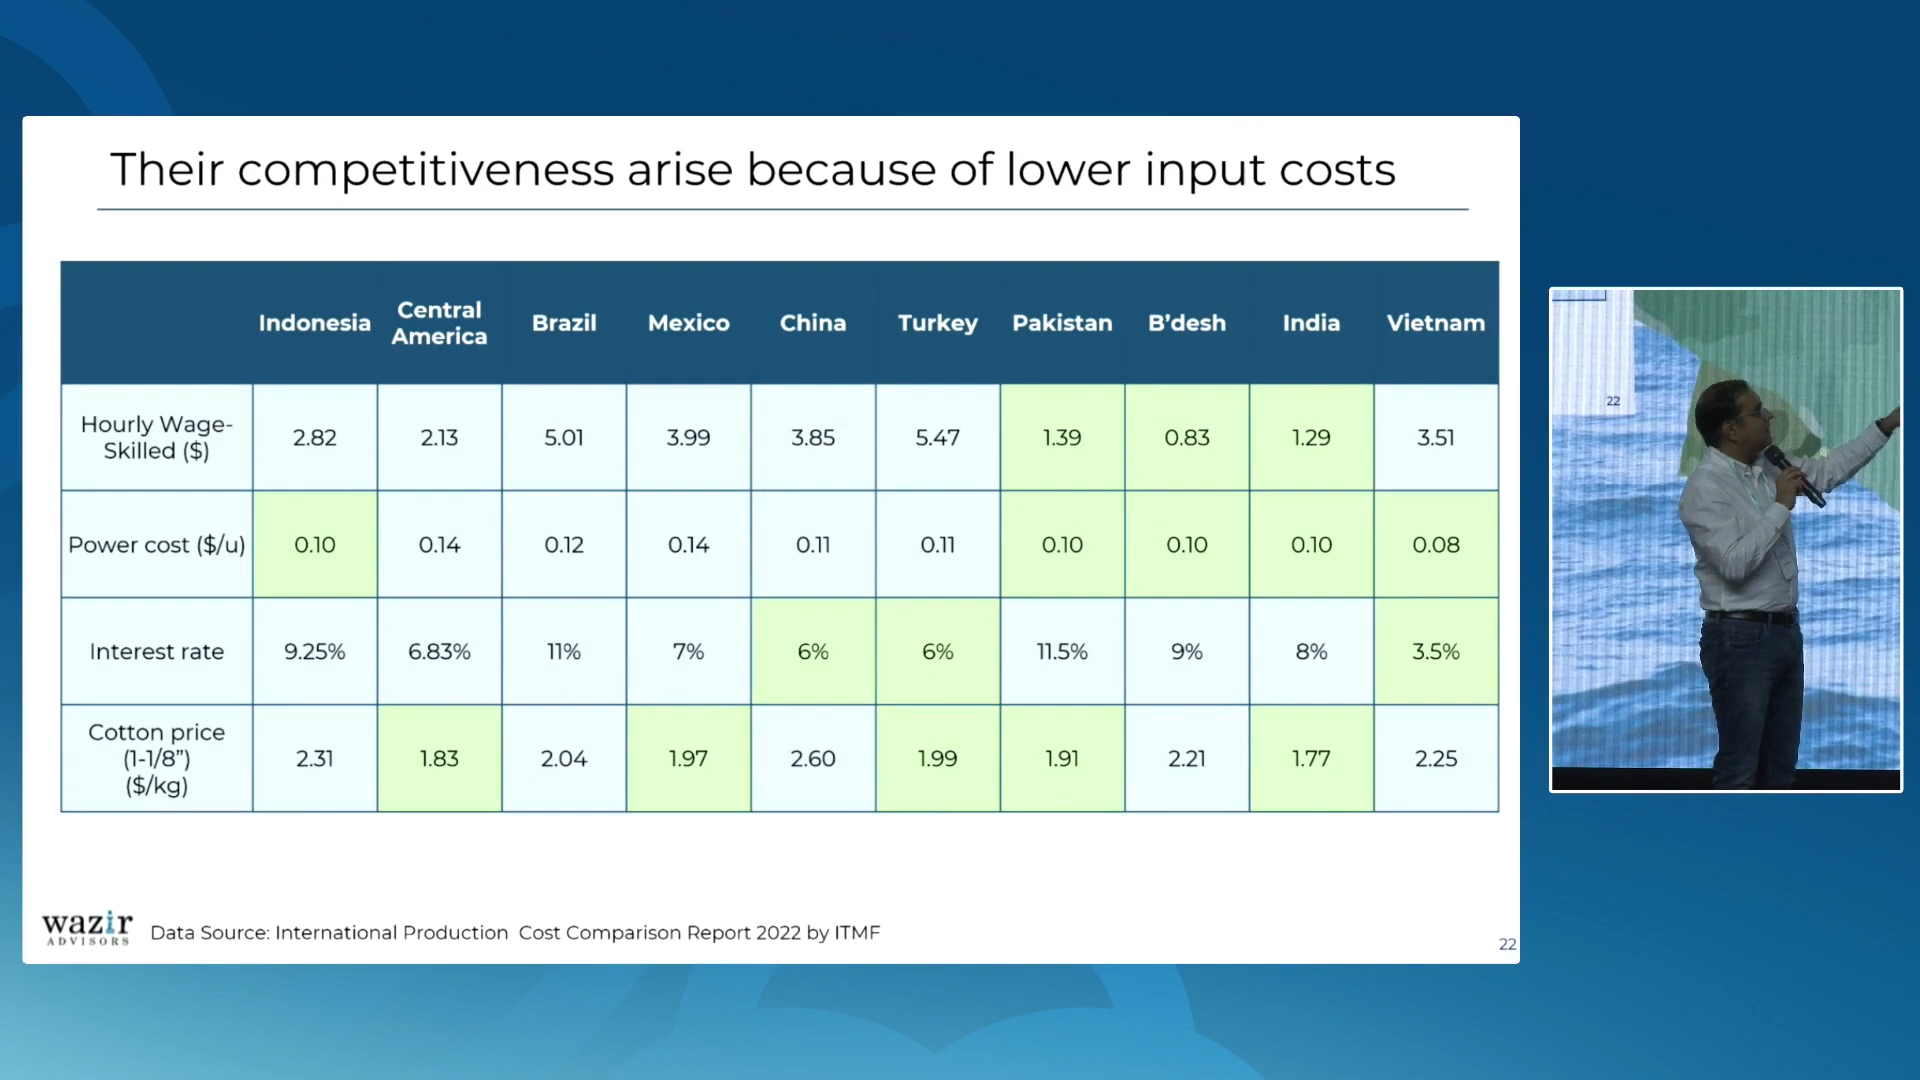 Their competitiveness arise because of lower input costs
Indonesia
Central
America
Brazil
Mexico
China
Turkey
Pakistan
B’desh
India
Vietnam
Hourly Wage-
Skilled ($)
2.82
2.13
5.01
3.99
3.85
5.47
1.39
0.83
1.29
3.51
Power cost ($/u)
0.10
0.14
0.12
0.14
0.11
0.11
0.10
0.10
0.10
0.08
Interest rate
9.25%
6.83%
11%
7%
6%
6%
11.5%
9%
8%
3.5%
Cotton price
(1-1/8”)
($/kg)
2.31
1.83
2.04
1.97
2.60
1.99
1.91
2.21
1.77
2.25
wazir
ADVISORS
Data Source: International Production Cost Comparison Report 2022 by ITMF
22
22